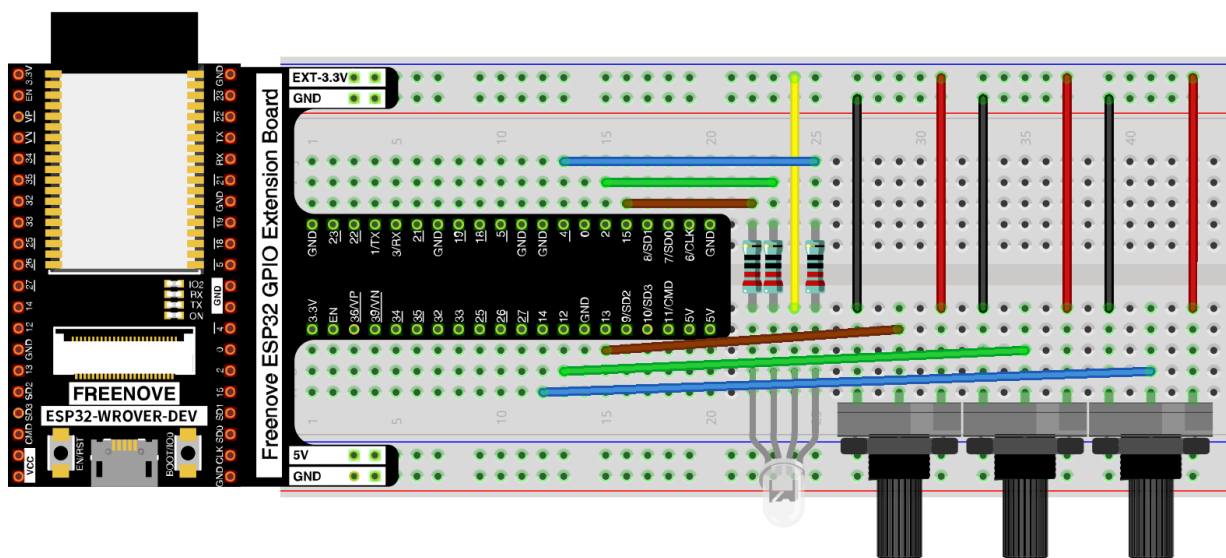 EXT-3.3V
GND
3.3V
EN
VP
VN
34
35
32
33
25
26
27
14
12
GND
13
SD2
SD3
CMD
VCC
GND
23
22
TX
RX
21
GND
19
18
5
GND
4
0
2
15
SD1
SD0
CLK
GND
IO2
RX
TX
ON
FREENOVE
ESP32-WROVER-DEV
EN/RST
BOOT/IO0
Freenove ESP32 GPIO Extension Board
1
5
10
15
20
25
30
35
40
GND
23
22
1/TX
3/RX
21
GND
19
18
5
GND
GND
4
0
2
15
8/SD1
7/SD0
6/CLK
GND
3.3V
EN
36/VP
39/VN
34
35
32
33
25
26
27
14
12
GND
13
9/SD2
10/SD3
11/CMD
5V
5V
1
5
10
15
20
5V
GND